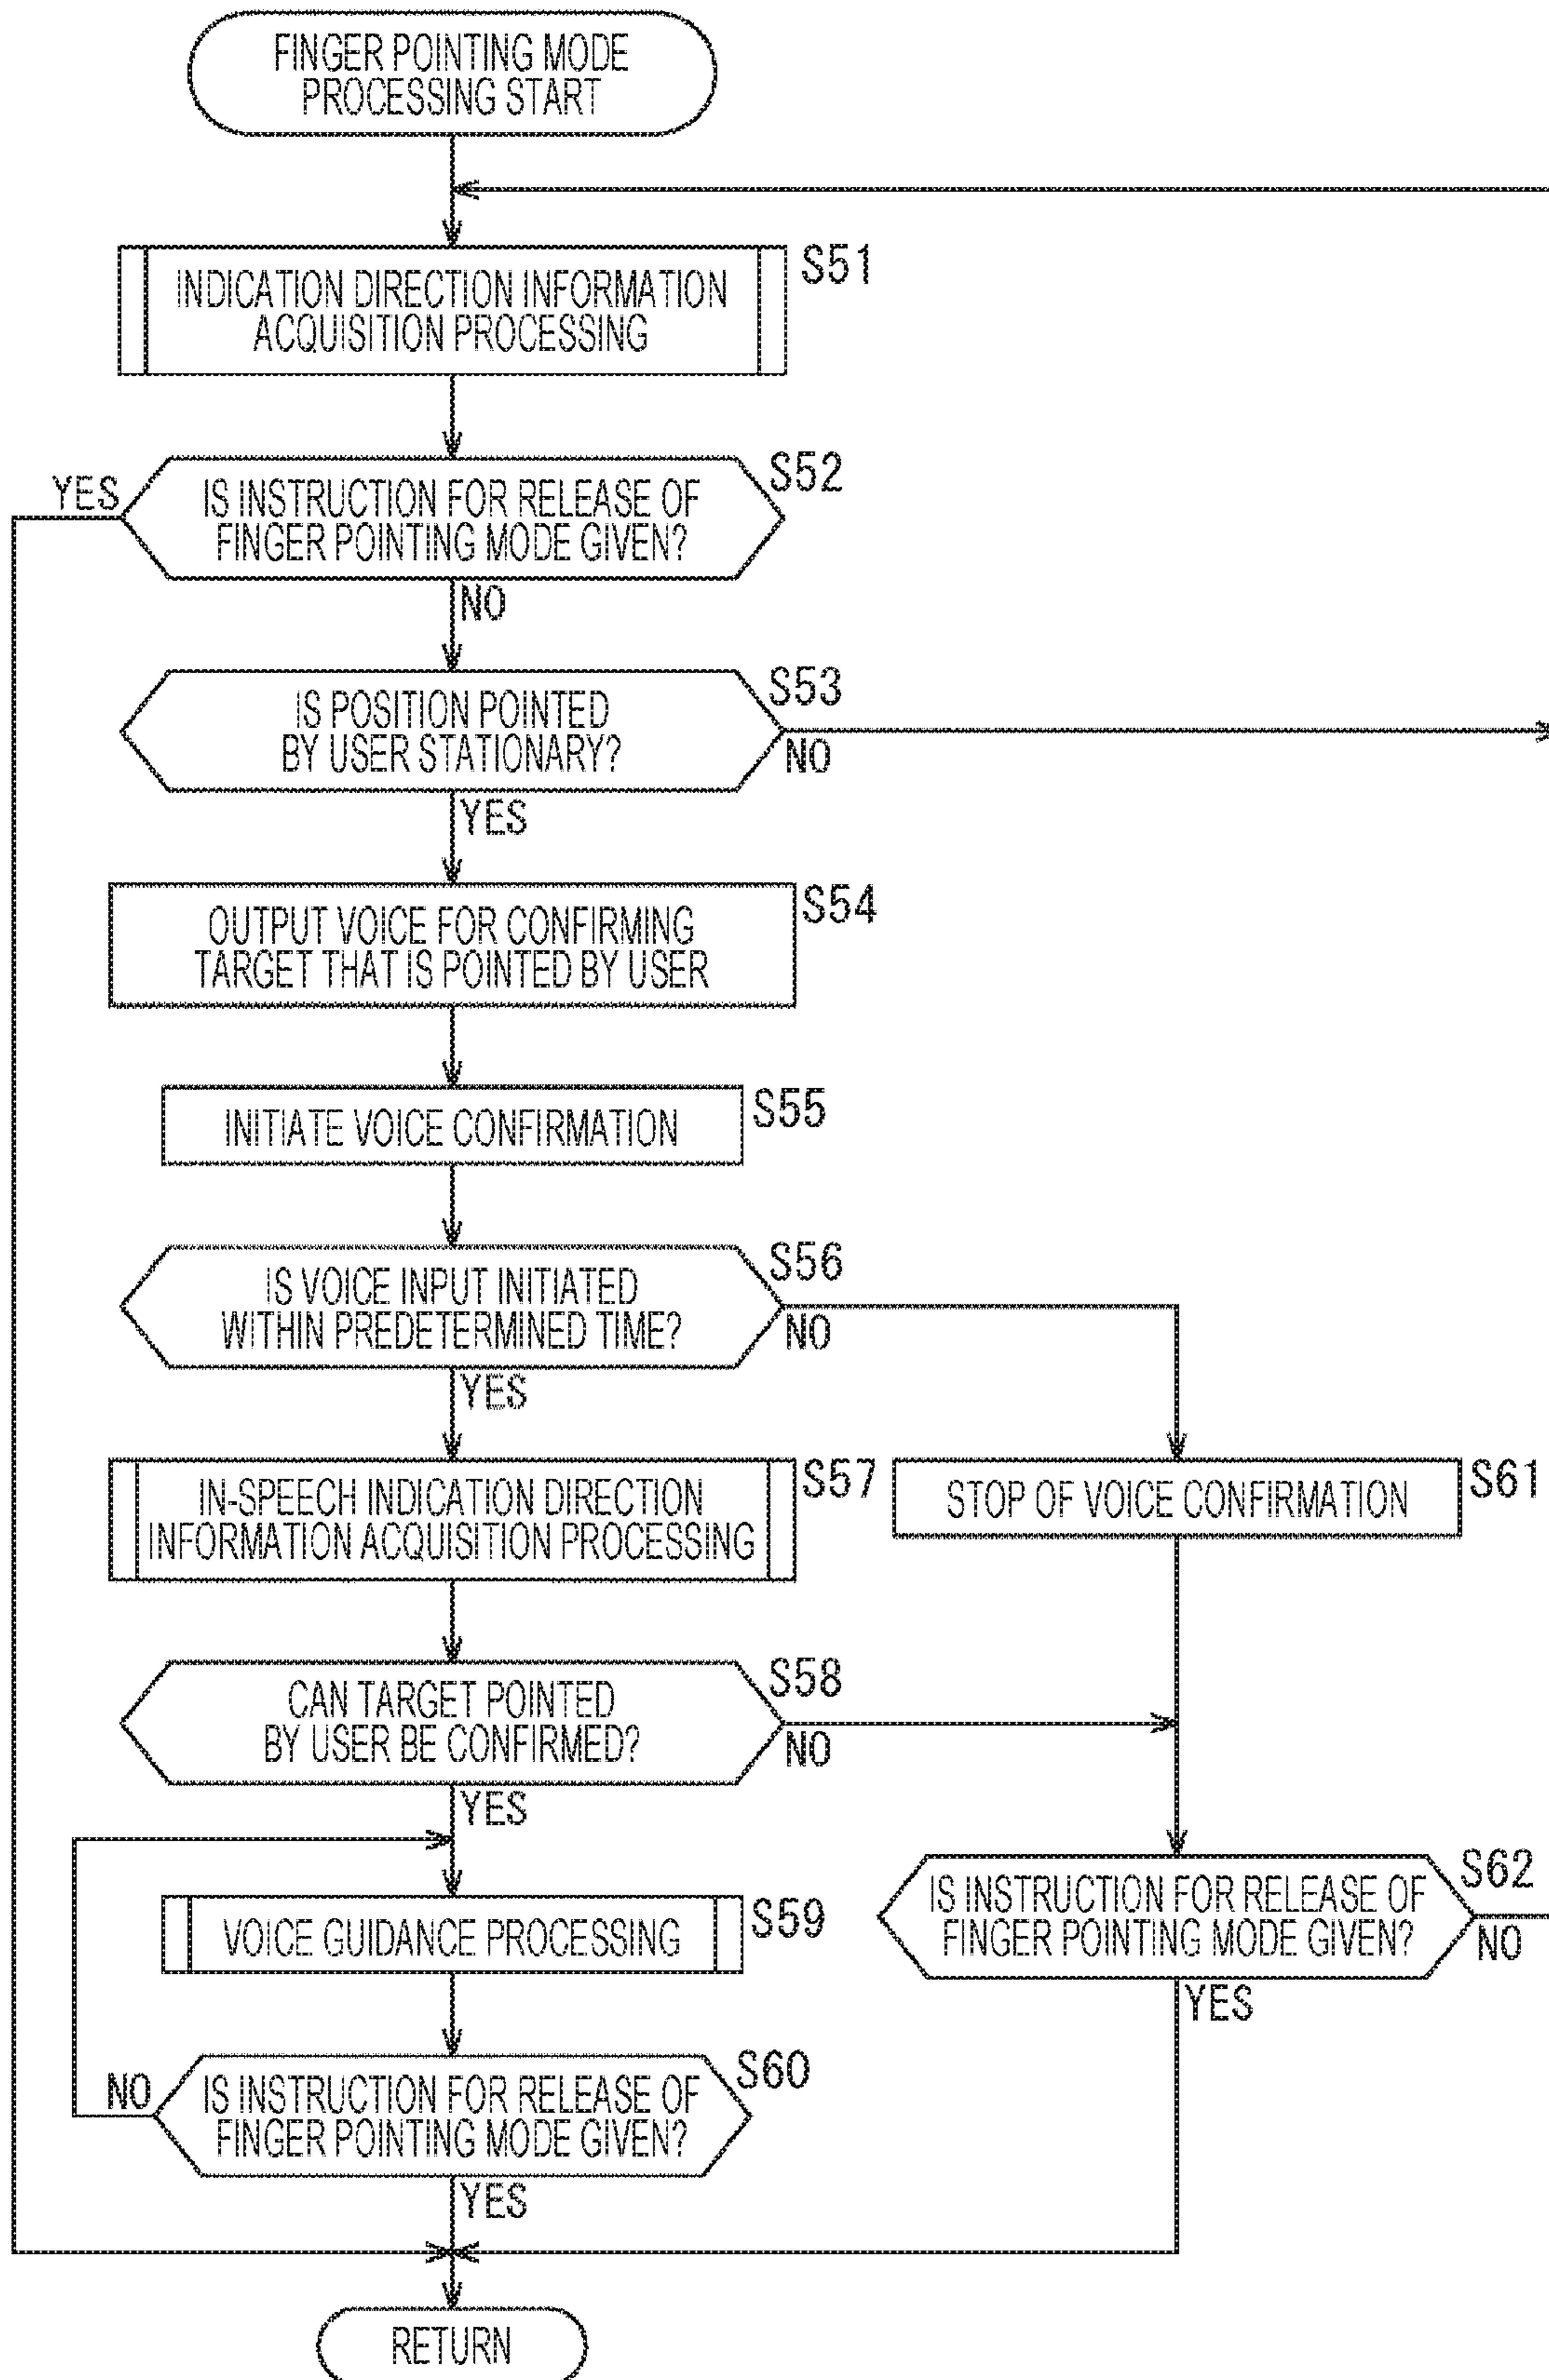 FINGER POINTING MODE
PROCESSING START
S51
INDICATION DIRECTION INFORMATION
ACQUISITION PROCESSING
S52
YES
IS INSTRUCTION FOR RELEASE OF
FINGER POINTING MODE GIVEN?
NO
S53
IS POSITION POINTED
BY USER STATIONARY?
NO
YES
S54
OUTPUT VOICE FOR CONFIRMING
TARGET THAT IS POINTED BY USER
S55
INITIATE VOICE CONFIRMATION
S56
IS VOICE INPUT INITIATED
WITHIN PREDETERMINED TIME?
NO
YES
S57
IN-SPEECH INDICATION DIRECTION
INFORMATION ACQUISITION PROCESSING
S61
STOP OF VOICE CONFIRMATION
S58
CAN TARGET POINTED
BY USER BE CONFIRMED?
NO
YES
S59
VOICE GUIDANCE PROCESSING
S62
IS INSTRUCTION FOR RELEASE OF
FINGER POINTING MODE GIVEN?
NO
YES
S60
NO
IS INSTRUCTION FOR RELEASE OF
FINGER POINTING MODE GIVEN?
YES
RETURN